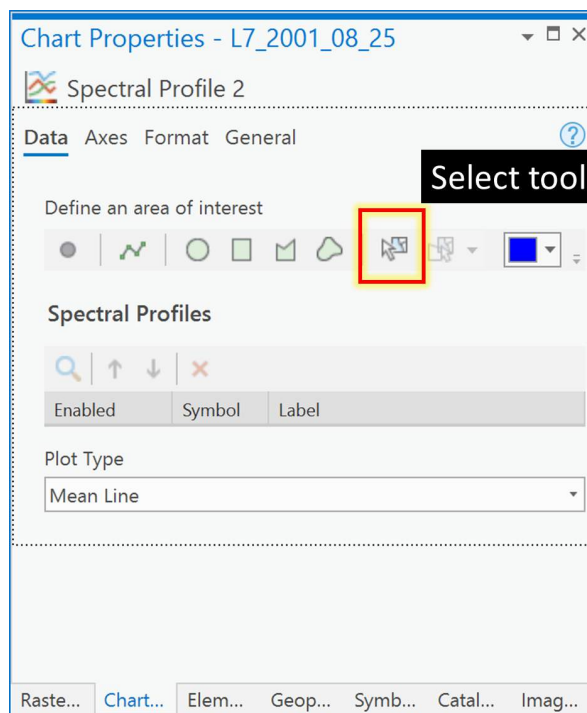 Chart Properties - L7_2001_08_25
Spectral Profile 2
Data Axes Format General
?
Select tool
Define an area of interest
Spectral Profiles
Enabled Symbol Label
Plot Type
Mean Line
Raste... Chart... Elem... Geop... Symb... Catal... Imag...